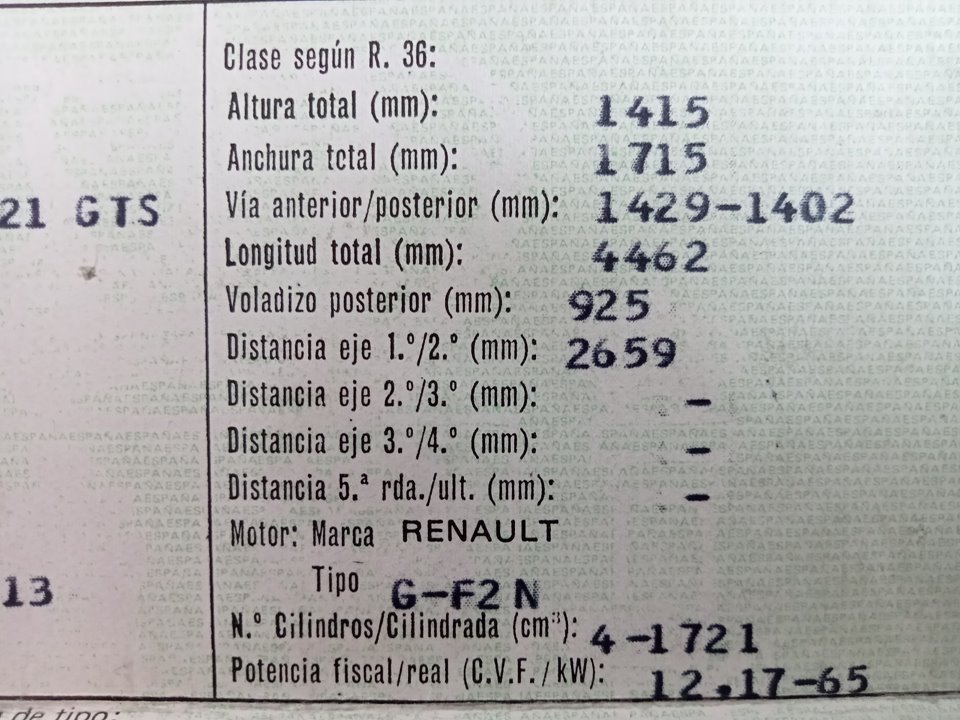 Clase según R. 36:
Altura total (mm): 1415
Anchura total (mm): 1715
21 GTS
Vía anterior/posterior (mm): 1429-1402
Longitud total (mm): 4462
Voladizo posterior (mm): 925
Distancia eje 1.º/2.º (mm): 2659
Distancia eje 2.º/3.º (mm): -
Distancia eje 3.º/4.º (mm): -
Distancia 5.ª rda./ult. (mm): -
Motor: Marca RENAULT
13
Tipo G-F2N
N.º Cilindros/Cilindrada (cm³): 4-1721
Potencia fiscal/real (C.V.F./kW): 12,17-65
de tipo: